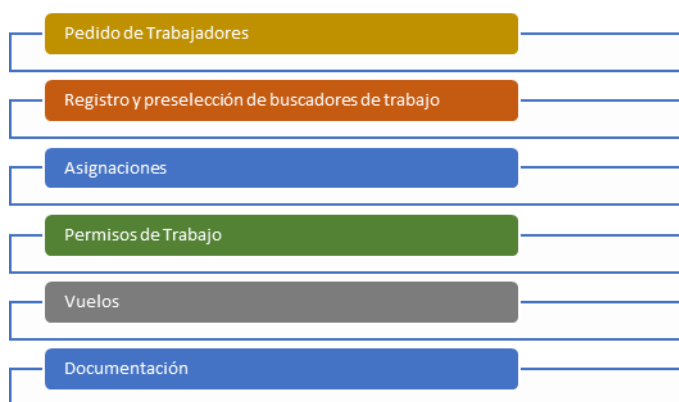 Pedido de Trabajadores
Registro y preselección de buscadores de trabajo
Asignaciones
Permisos de Trabajo
Vuelos
Documentación